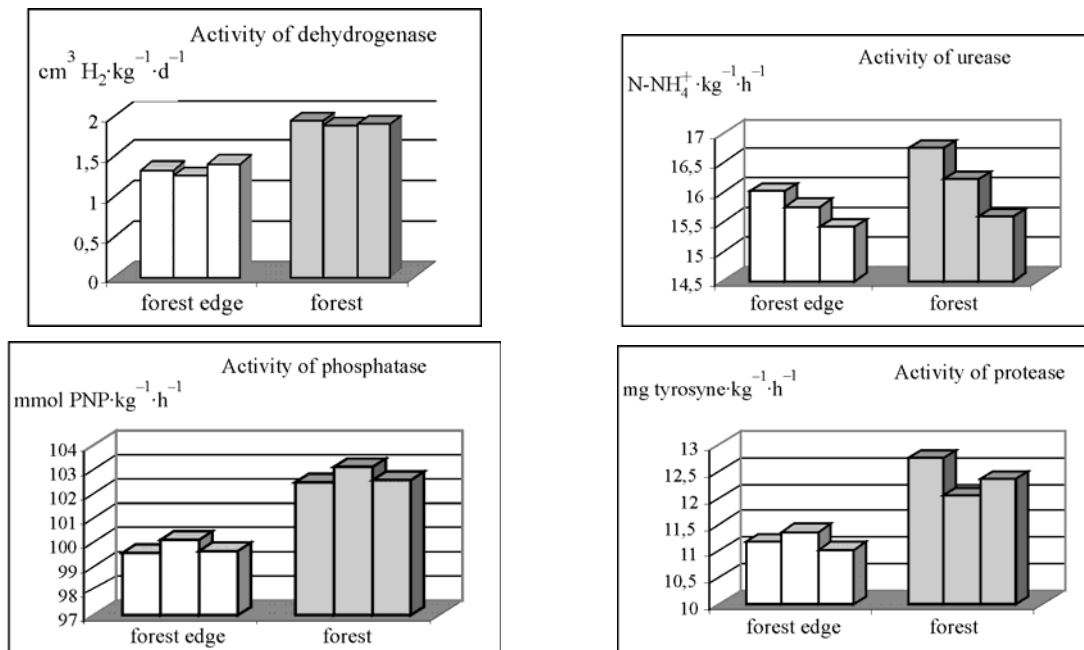 Activity of dehydrogenase
cm³ H₂·kg⁻¹·d⁻¹
2
1,5
1
0,5
0
forest edge forest
Activity of urease
N-NH₄⁺·kg⁻¹·h⁻¹
17
16,5
16
15,5
15
14,5
forest edge forest
Activity of phosphatase
mmol PNP·kg⁻¹·h⁻¹
104
103
102
101
100
99
98
97
forest edge forest
Activity of protease
mg tyrosyne·kg⁻¹·h⁻¹
13
12,5
12
11,5
11
10,5
10
forest edge forest